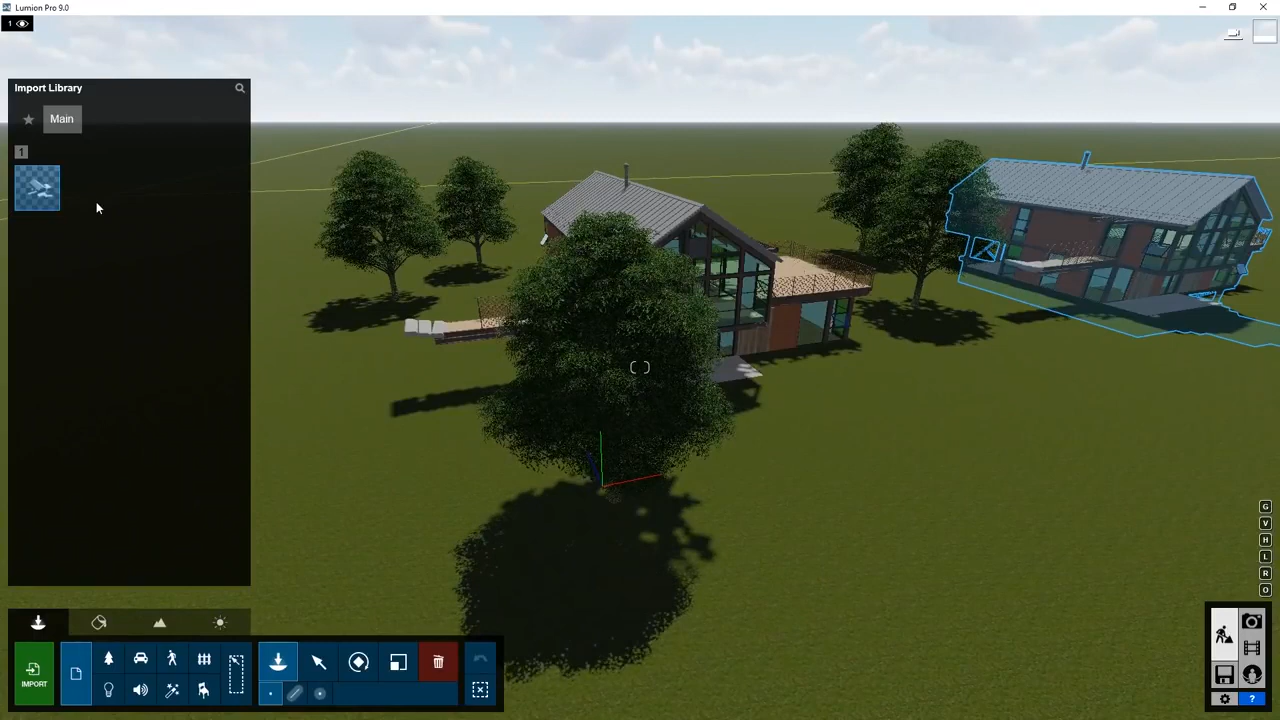 Lumion Pro 9.0
1
Import Library
Main
1
G
V
H
L
R
O
IMPORT
?